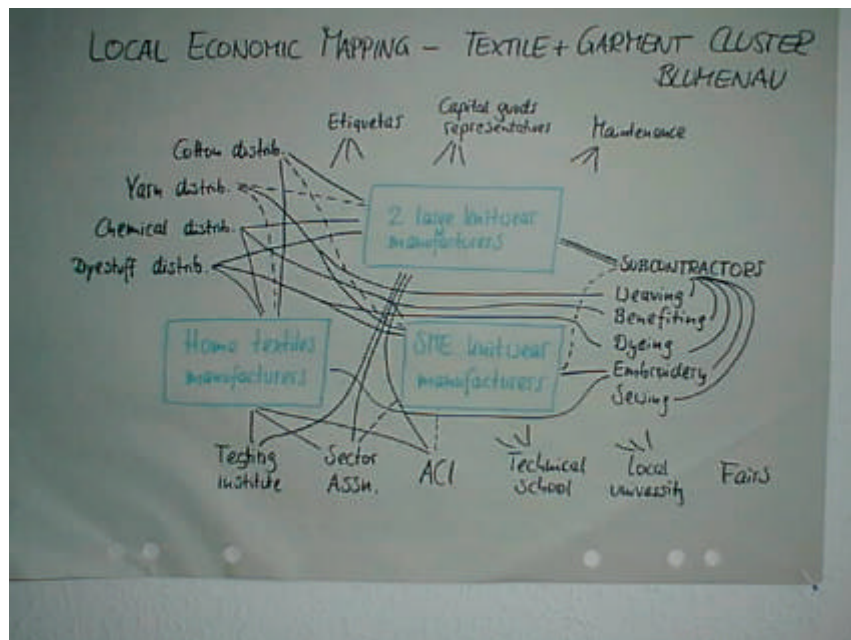 LOCAL ECONOMIC MAPPING – TEXTILE + GARMENT CLUSTER
BLUMENAU
Etiquetas
Capital goods
representatives
Maintenance
Cotton distrib.
Yarn distrib.
Chemical distrib.
Dyestuff distrib.
2 large knitwear
manufacturers
SUBCONTRACTORS
Weaving
Benefiting
Dyeing
Embroidery
Sewing
Home textiles
manufacturers
SME knitwear
manufacturers
Testing
institute
Sector
Assn.
ACI
Technical
school
Local
university
Fairs